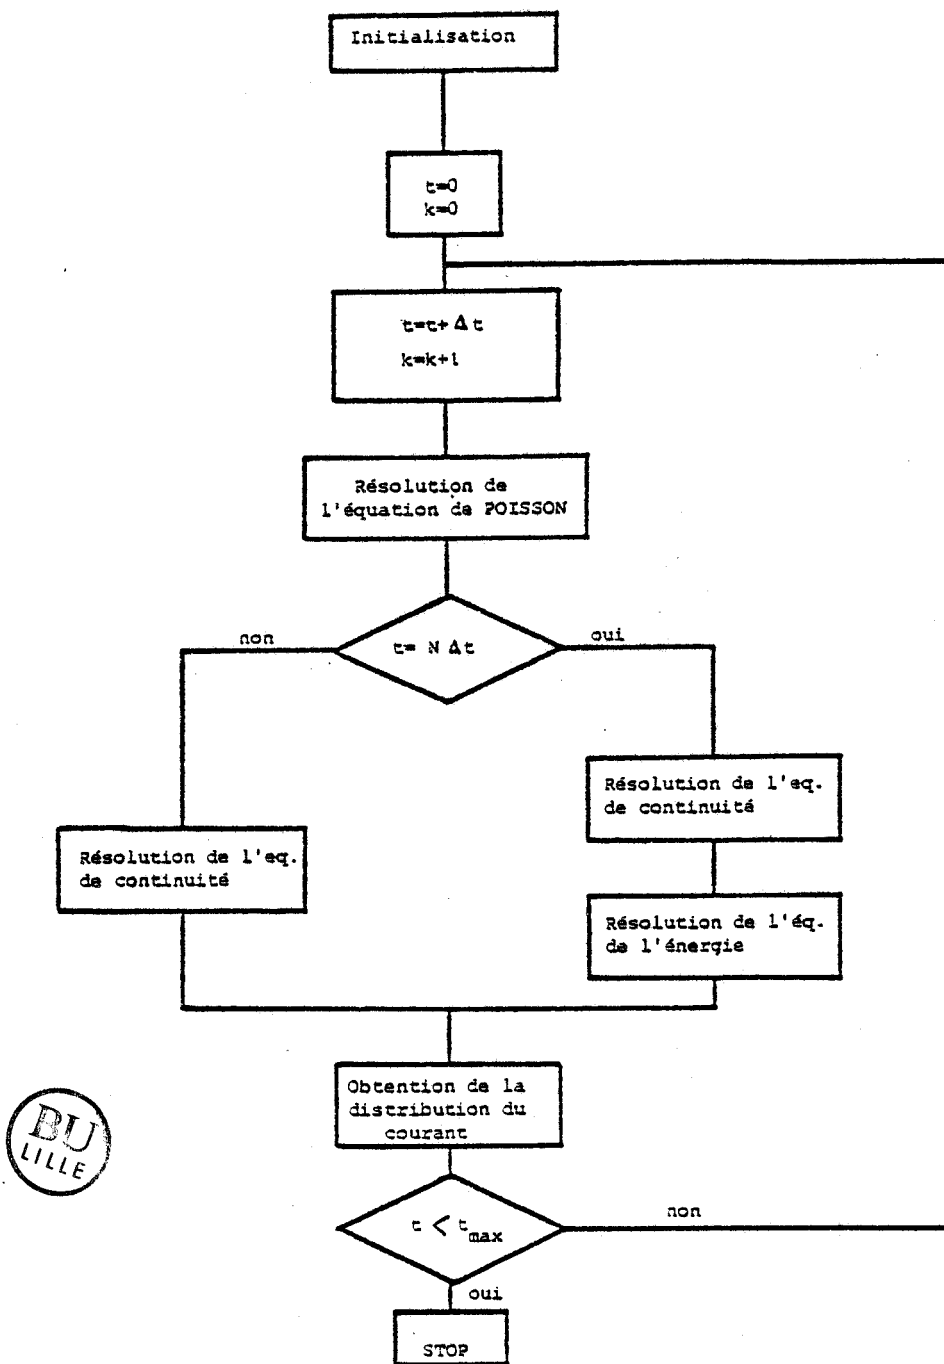 Initialisation
t=0
k=0
t=t+ Δt
k=k+1
Résolution de
l'équation de POISSON
t= N Δt
non
oui
Résolution de l'eq.
de continuité
Résolution de l'eq.
de continuité
Résolution de l'éq.
de l'énergie
Obtention de la
distribution du
courant
BU
LILLE
t < tmax
non
oui
STOP